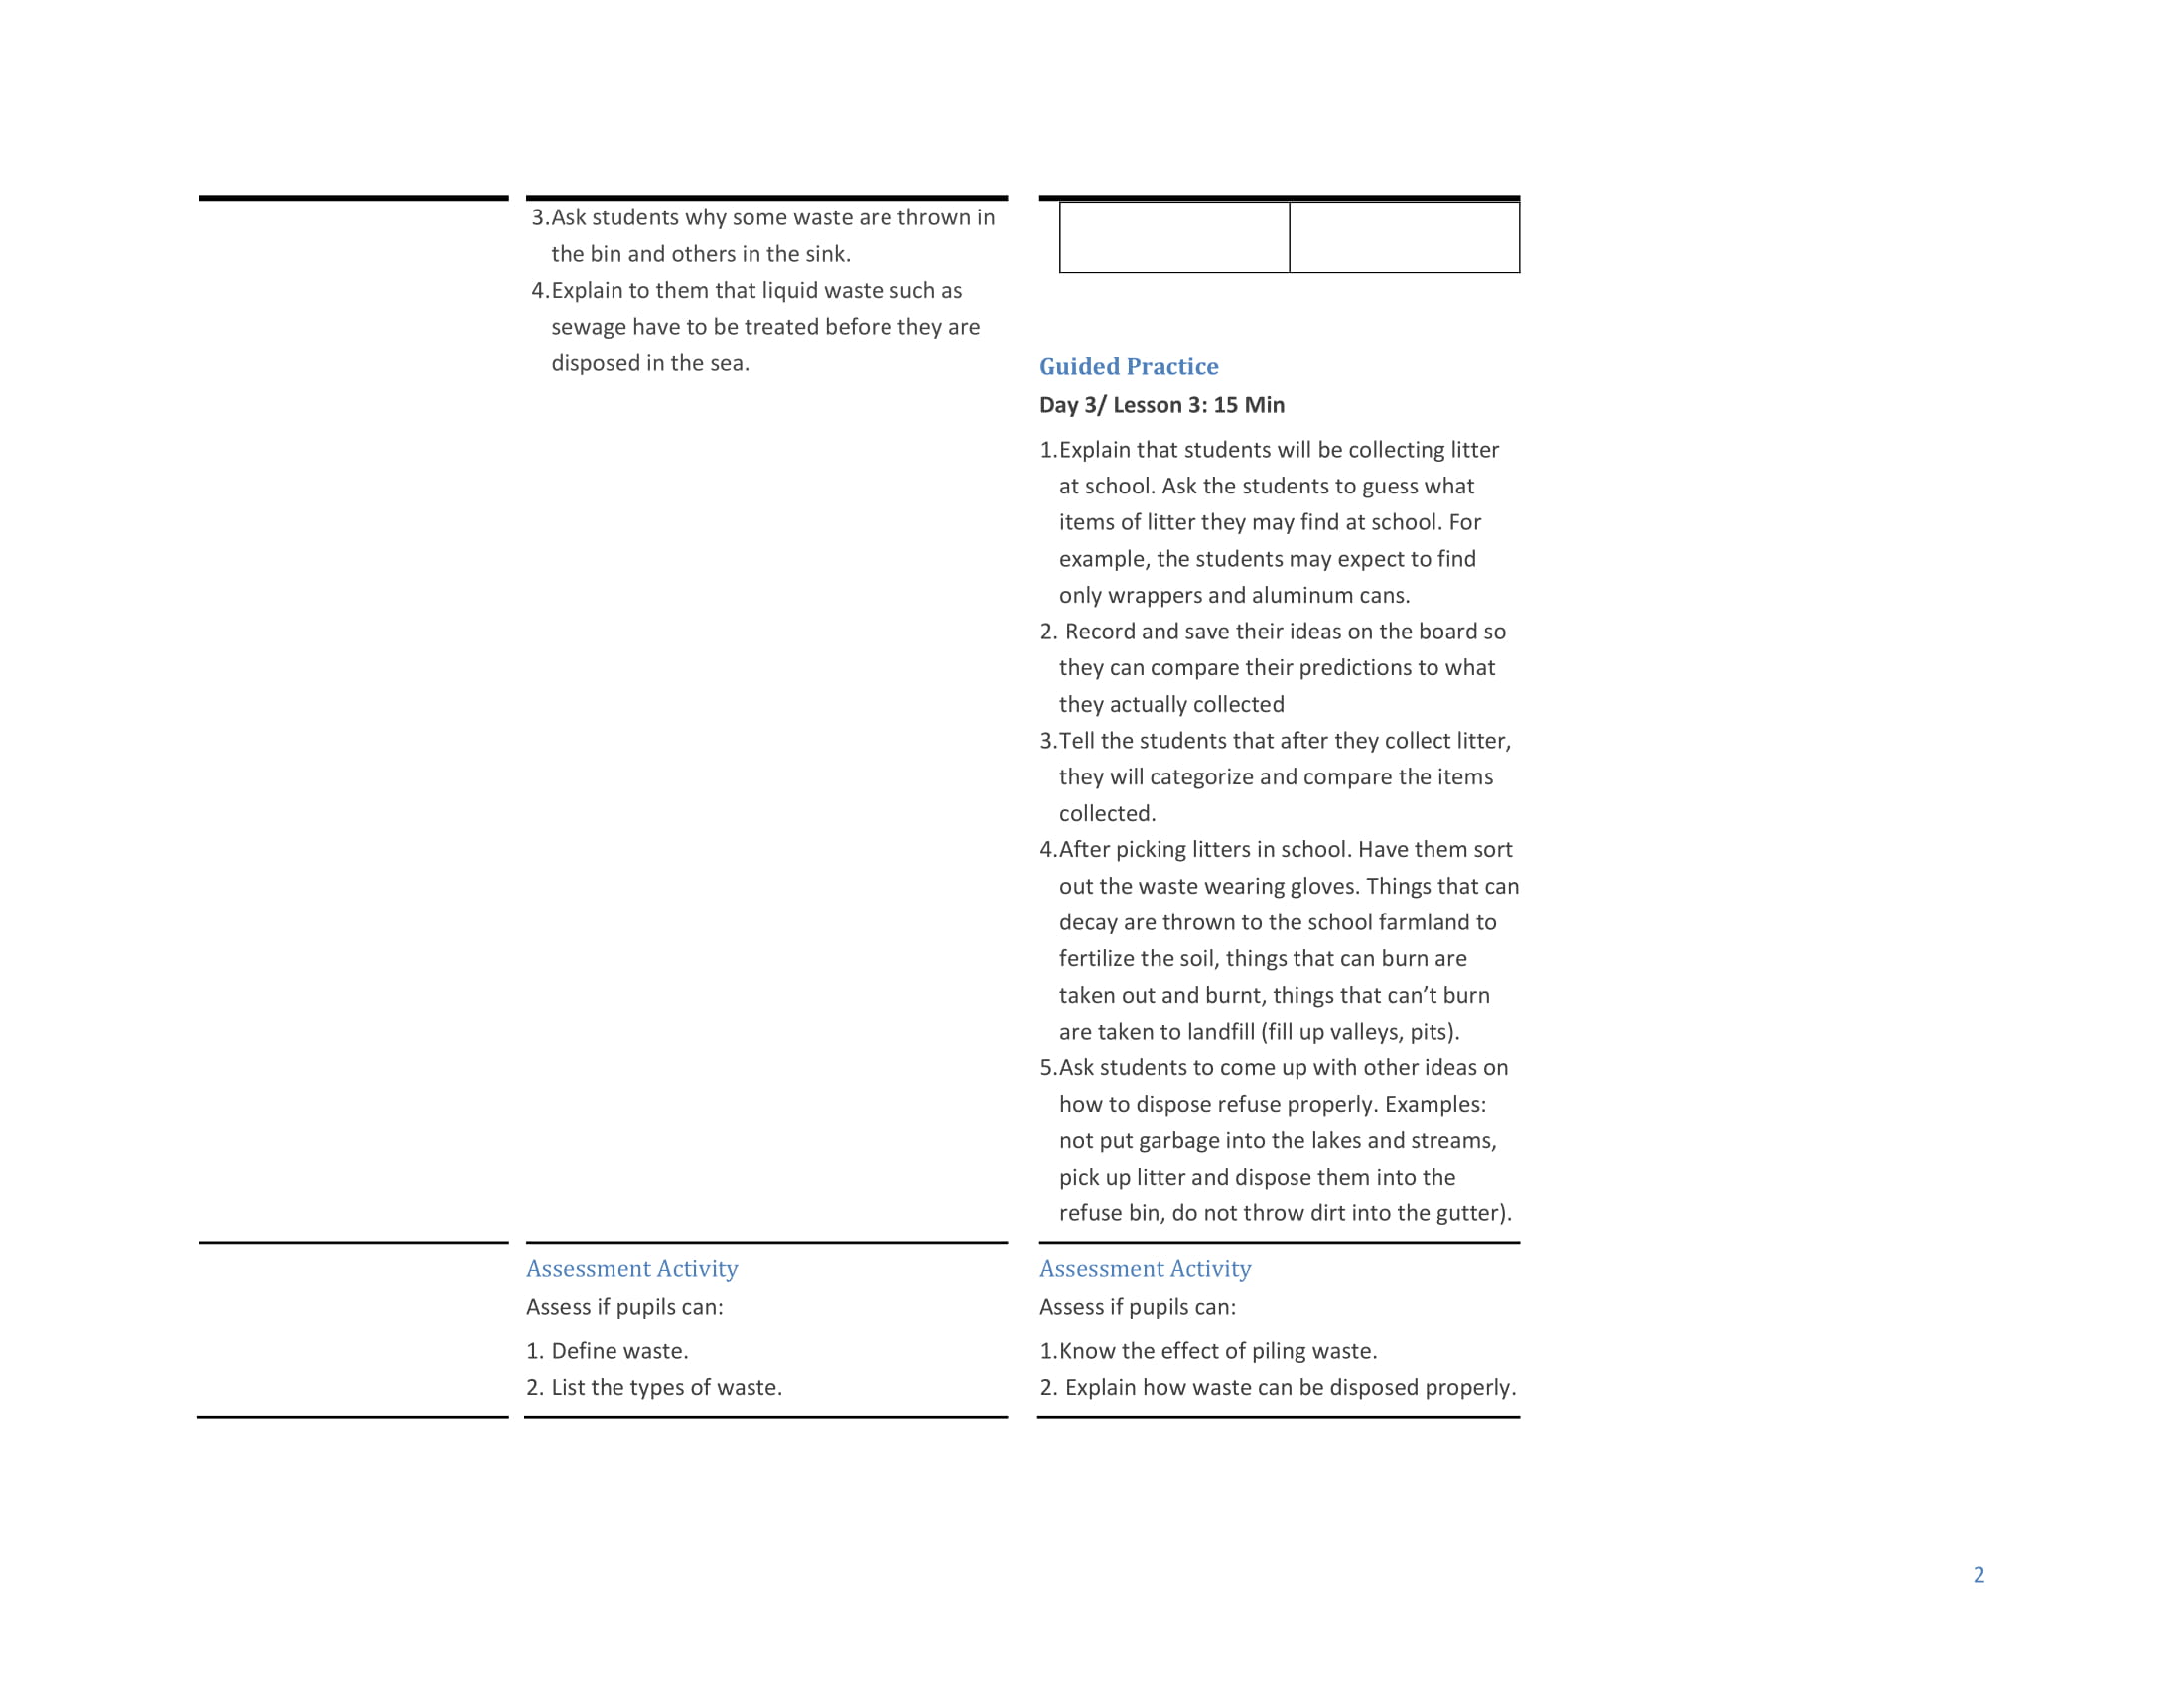 3.Ask students why some waste are thrown in
the bin and others in the sink.
4.Explain to them that liquid waste such as
sewage have to be treated before they are
disposed in the sea.
Guided Practice
Day 3/ Lesson 3: 15 Min
1.Explain that students will be collecting litter
at school. Ask the students to guess what
items of litter they may find at school. For
example, the students may expect to find
only wrappers and aluminum cans.
2. Record and save their ideas on the board so
they can compare their predictions to what
they actually collected
3.Tell the students that after they collect litter,
they will categorize and compare the items
collected.
4.After picking litters in school. Have them sort
out the waste wearing gloves. Things that can
decay are thrown to the school farmland to
fertilize the soil, things that can burn are
taken out and burnt, things that can’t burn
are taken to landfill (fill up valleys, pits).
5.Ask students to come up with other ideas on
how to dispose refuse properly. Examples:
not put garbage into the lakes and streams,
pick up litter and dispose them into the
refuse bin, do not throw dirt into the gutter).
Assessment Activity
Assess if pupils can:
1. Define waste.
2. List the types of waste.
Assessment Activity
Assess if pupils can:
1.Know the effect of piling waste.
2. Explain how waste can be disposed properly.
2